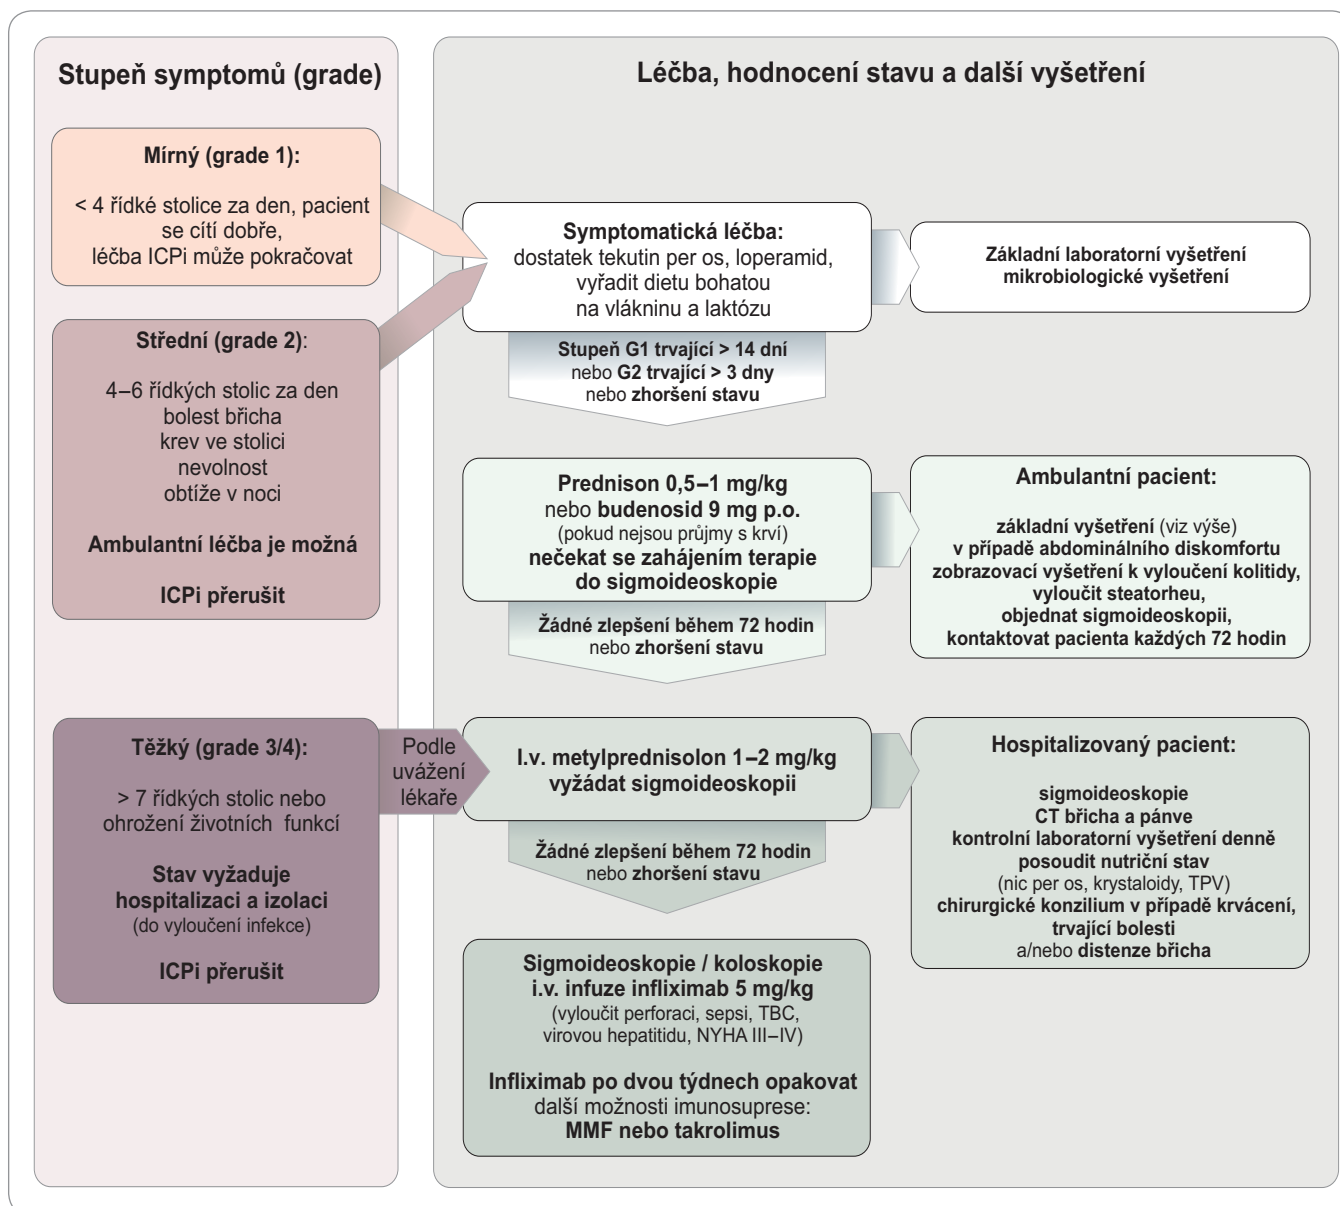 Stupeň symptomů (grade)
Mírný (grade 1):
< 4 řídké stolice za den, pacient
se cítí dobře,
léčba ICPi může pokračovat
Střední (grade 2):
4–6 řídkých stolic za den
bolest břicha
krev ve stolici
nevolnost
obtíže v noci
Ambulantní léčba je možná
ICPi přerušit
Těžký (grade 3/4):
> 7 řídkých stolic nebo
ohrožení životních funkcí
Stav vyžaduje
hospitalizaci a izolaci
(do vyloučení infekce)
ICPi přerušit
Podle
uvážení
lékaře
Léčba, hodnocení stavu a další vyšetření
Symptomatická léčba:
dostatek tekutin per os, loperamid,
vyřadit dietu bohatou
na vlákninu a laktózu
Základní laboratorní vyšetření
mikrobiologické vyšetření
Stupeň G1 trvající > 14 dní
nebo G2 trvající > 3 dny
nebo zhoršení stavu
Prednison 0,5–1 mg/kg
nebo budenosid 9 mg p.o.
(pokud nejsou průjmy s krví)
nečekat se zahájením terapie
do sigmoideoskopie
Ambulantní pacient:
základní vyšetření (viz výše)
v případě abdominálního diskomfortu
zobrazovací vyšetření k vyloučení kolitidy,
vyloučit steatorheu,
objednat sigmoideoskopii,
kontaktovat pacienta každých 72 hodin
Žádné zlepšení během 72 hodin
nebo zhoršení stavu
I.v. metylprednisolon 1–2 mg/kg
vyžádat sigmoideoskopii
Hospitalizovaný pacient:
sigmoideoskopie
CT břicha a pánve
kontrolní laboratorní vyšetření denně
posoudit nutriční stav
(nic per os, krystaloidy, TPV)
chirurgické konzilium v případě krvácení,
trvající bolesti
a/nebo distenze břicha
Žádné zlepšení během 72 hodin
nebo zhoršení stavu
Sigmoideoskopie / koloskopie
i.v. infuze infliximab 5 mg/kg
(vyloučit perforaci, sepsi, TBC,
virovou hepatitidu, NYHA III–IV)
Infliximab po dvou týdnech opakovat
další možnosti imunosuprese:
MMF nebo takrolimus